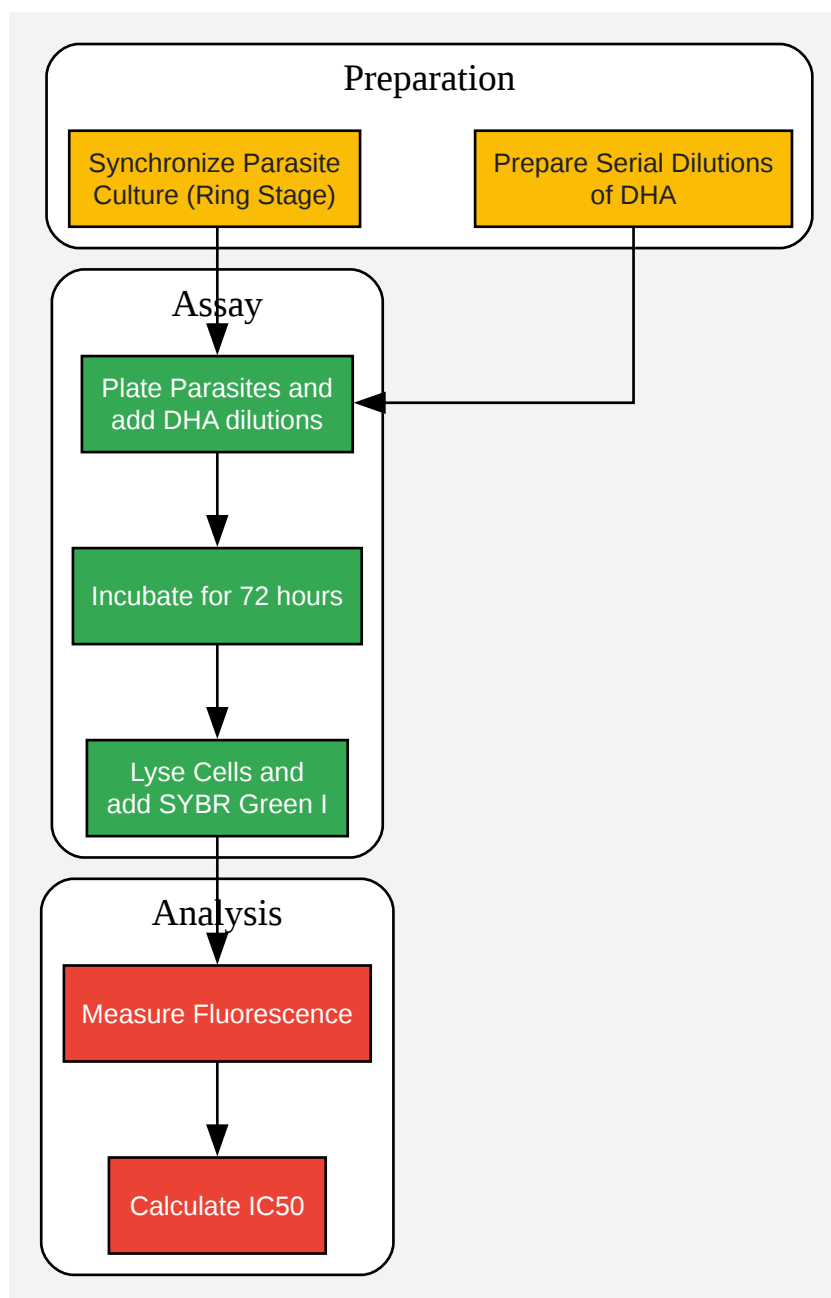 Preparation
Synchronize Parasite
Culture (Ring Stage)
Prepare Serial Dilutions
of DHA
Assay
Plate Parasites and
add DHA dilutions
Incubate for 72 hours
Lyse Cells and
add SYBR Green I
Analysis
Measure Fluorescence
Calculate IC50